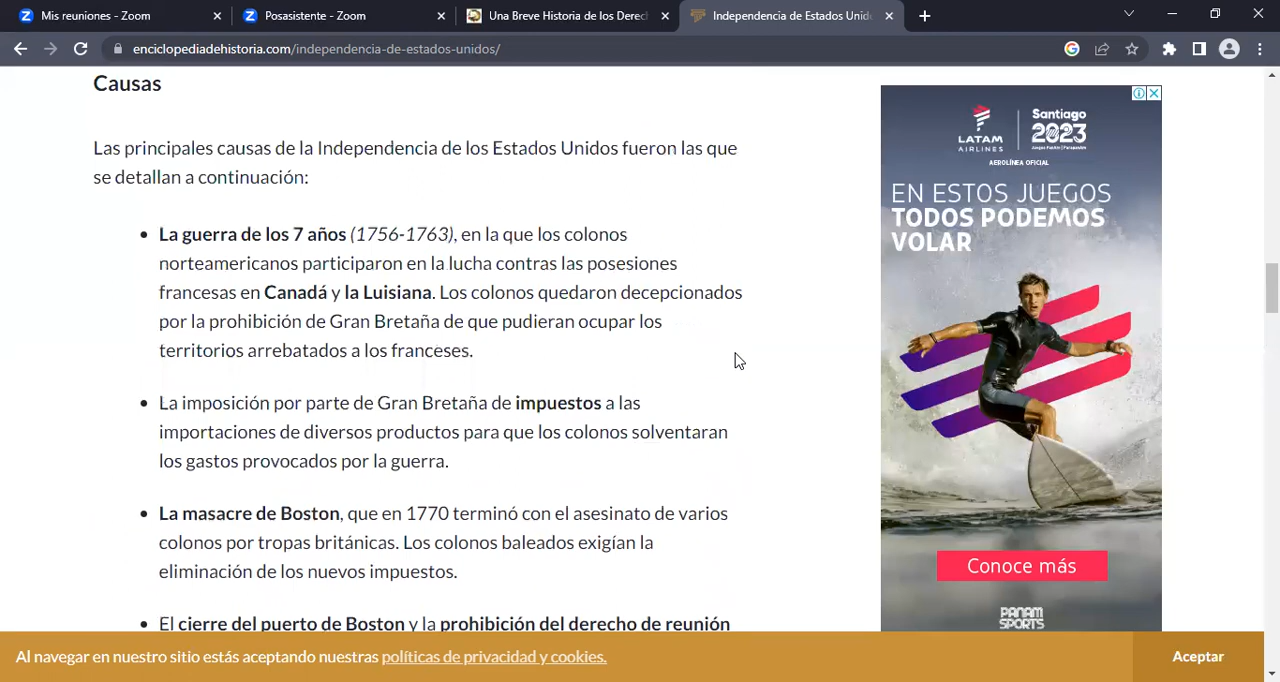 Mis reuniones - Zoom
Posasistente - Zoom
Una Breve Historia de los Derec
Independencia de Estados Unid
enciclopediadehistoria.com/independencia-de-estados-unidos/
Causas
Las principales causas de la Independencia de los Estados Unidos fueron las que
se detallan a continuación:
La guerra de los 7 años (1756-1763), en la que los colonos
norteamericanos participaron en la lucha contras las posesiones
francesas en Canadá y la Luisiana. Los colonos quedaron decepcionados
por la prohibición de Gran Bretaña de que pudieran ocupar los
territorios arrebatados a los franceses.
La imposición por parte de Gran Bretaña de impuestos a las
importaciones de diversos productos para que los colonos solventaran
los gastos provocados por la guerra.
La masacre de Boston, que en 1770 terminó con el asesinato de varios
colonos por tropas británicas. Los colonos baleados exigían la
eliminación de los nuevos impuestos.
El cierre del puerto de Boston y la prohibición del derecho de reunión
LATAM
AIRLINES
AEROLÍNEA OFICIAL
Santiago
2023
EN ESTOS JUEGOS
TODOS PODEMOS
VOLAR
Conoce más
PANAM
SPORTS
Al navegar en nuestro sitio estás aceptando nuestras políticas de privacidad y cookies.
Aceptar